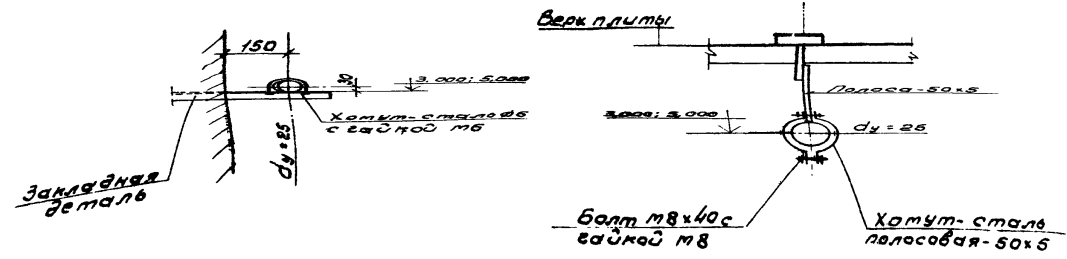 150
30
3.000; 5.000
Хомут-сталь ф6
с гайкой м6
dу=25
Закладная
деталь
Верх плиты
Полоса-50х5
3,000; 5,000
dу=25
Болт м8х40 с
гайкой м8
Хомут-сталь
полосовая-50х5